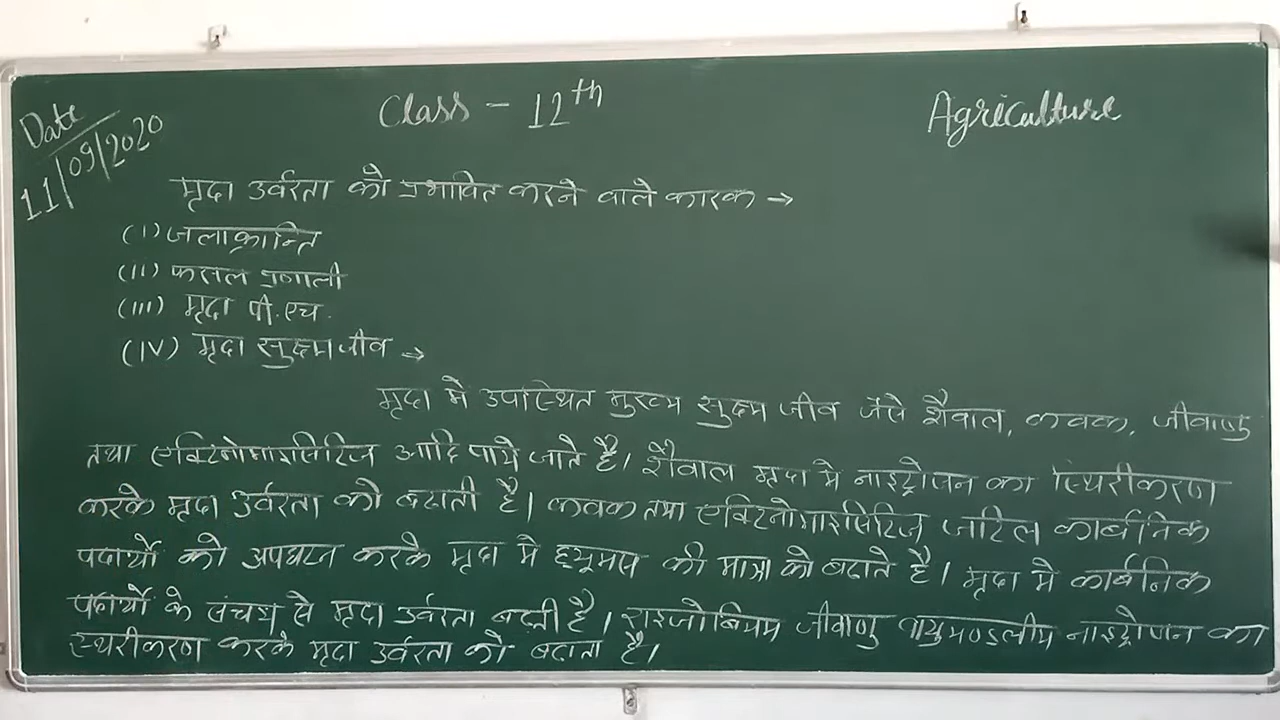 Date
11/09/2020
Class - 12th
Agriculture
मृदा उर्वरता को प्रभावित करने वाले कारक →
(I) जलाक्रान्ति
(II) फसल प्रणाली
(III) मृदा पी.एच.
(IV) मृदा सुक्ष्म जीव →
मृदा मे उपस्थित मुख्य सुक्ष्म जीव जैसे शैवाल, कवक, जीवाणु
तथा एक्टिनोमाइसिटिज आदि पाये जाते है। शैवाल मृदा मे नाइट्रोजन का स्थिरीकरण
करके मृदा उर्वरता को बढाती है। कवक तथा एक्टिनोमाइसिटिज जटिल कार्बनिक
पदार्थो को अपघटन करके मृदा मे ह्यूमस की मात्रा को बढाते है। मृदा मे कार्बनिक
पदार्थो के संचय से मृदा उर्वरता बढती है। राइजोबियम जीवाणु वायुमण्डलीय नाइट्रोजन का
स्थरीकरण करके मृदा उर्वरता को बढाता है।